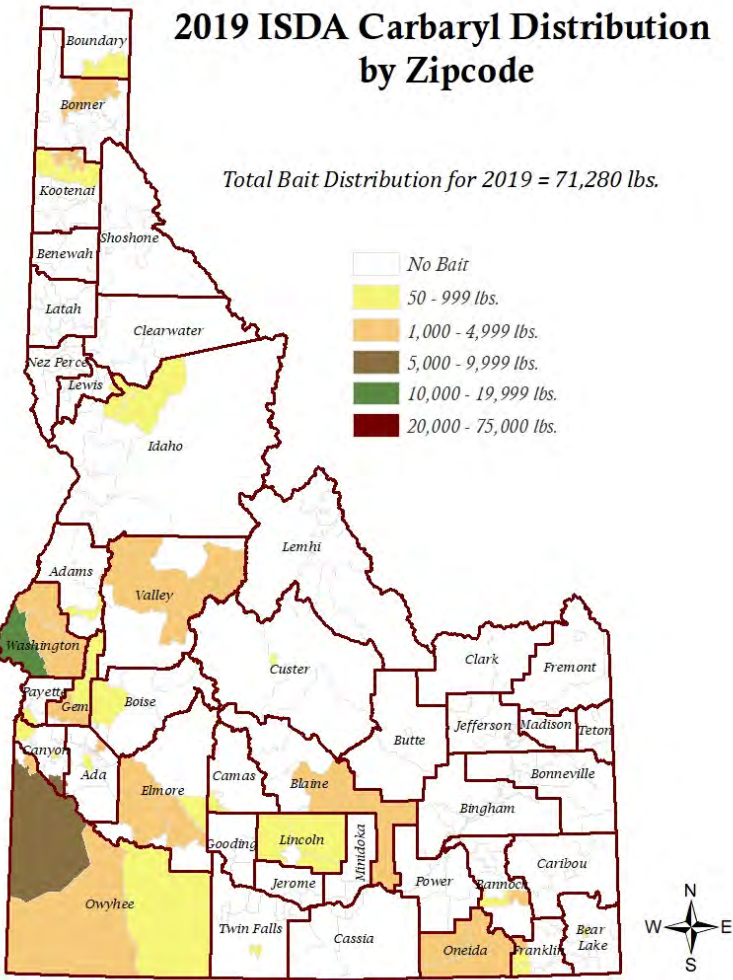 2019 ISDA Carbaryl Distribution
by Zipcode
Total Bait Distribution for 2019 = 71,280 lbs.
No Bait
50 - 999 lbs.
1,000 - 4,999 lbs.
5,000 - 9,999 lbs.
10,000 - 19,999 lbs.
20,000 - 75,000 lbs.
Boundary
Bonner
Kootenai
Shoshone
Benewah
Latah
Clearwater
Nez Perce
Lewis
Idaho
Lemhi
Adams
Valley
Washington
Custer
Clark
Fremont
Payette
Gem
Boise
Butte
Jefferson
Madison
Teton
Canyon
Ada
Elmore
Camas
Blaine
Bonneville
Bingham
Gooding
Lincoln
Minidoka
Jerome
Power
Bannock
Caribou
Owyhee
Twin Falls
Cassia
Oneida
Franklin
Bear
Lake
N
W E
S